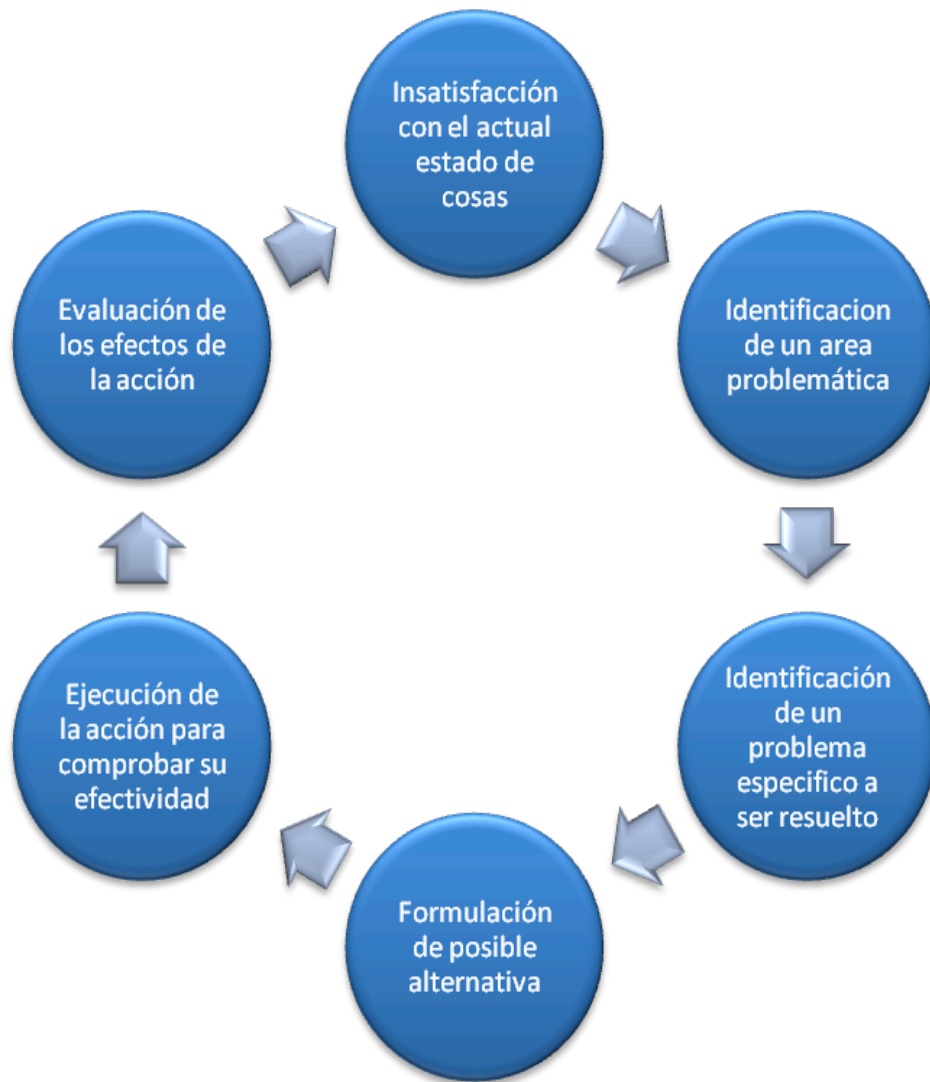 Insatisfacción
con el actual
estado de
cosas
Identificacion
de un area
problemática
Identificación
de un
problema
especifico a
ser resuelto
Formulación
de posible
alternativa
Ejecución de
la acción para
comprobar su
efectividad
Evaluación de
los efectos de
la acción